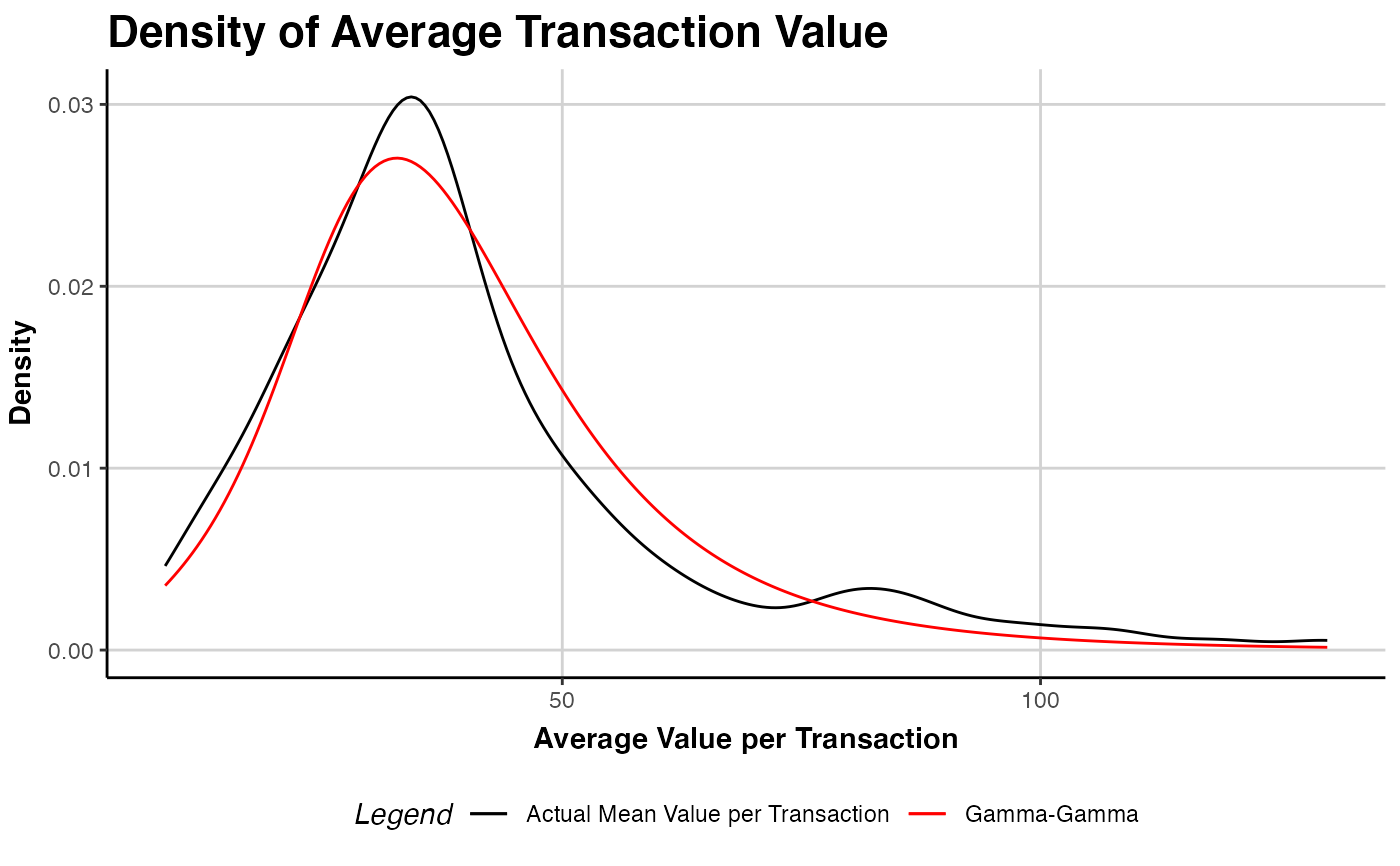 Density of Average Transaction Value
0.03
0.02
0.01
0.00
Density
50 100
Average Value per Transaction
Legend Actual Mean Value per Transaction Gamma-Gamma